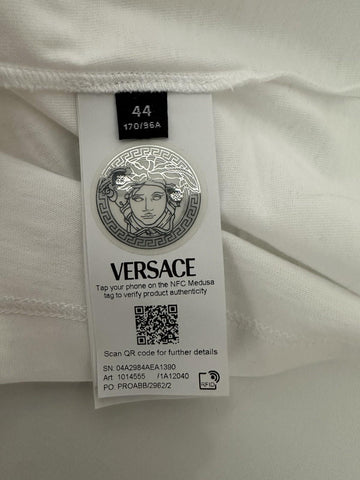 44
170/96A
VERSACE
Tap your phone on the NFC Medusa
tag to verify product authenticity
Scan QR code for further details
SN: 04A2984AEA1390
Art 1014555 /1A12040
PO. PROABB/2962/2
RFID